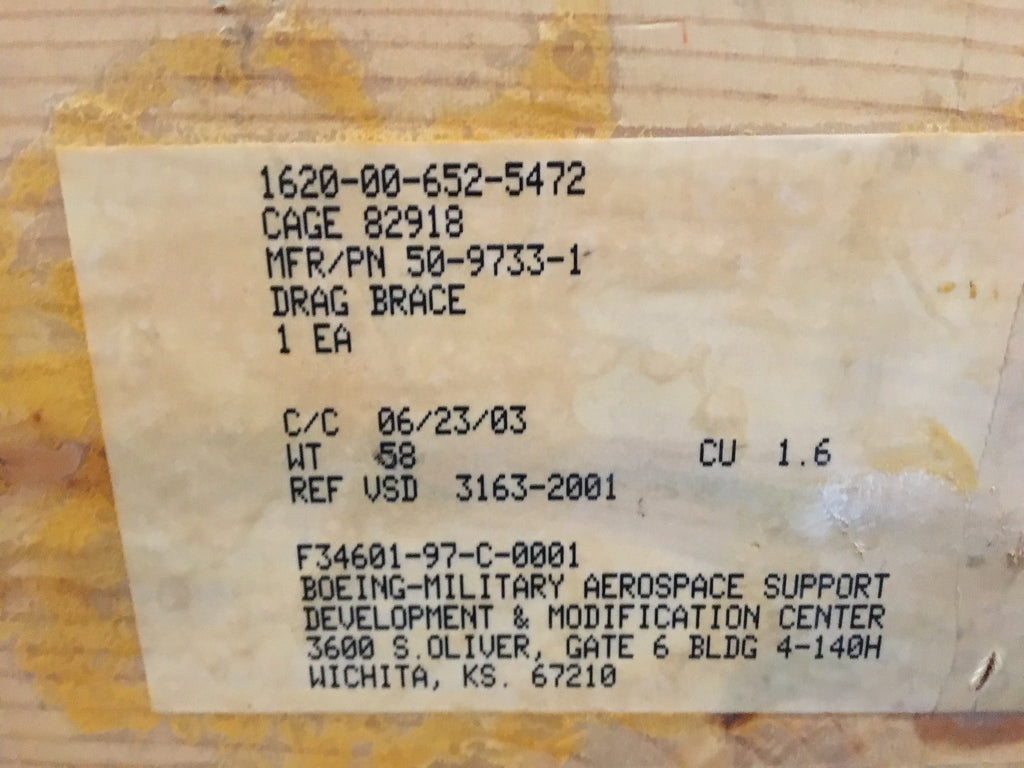 1620-00-652-5472
CAGE 82918
MFR/PN 50-9733-1
DRAG BRACE
1 EA
C/C 06/23/03
WT 58 CU 1.6
REF VSD 3163-2001
F34601-97-C-0001
BOEING-MILITARY AEROSPACE SUPPORT
DEVELOPMENT & MODIFICATION CENTER
3600 S.OLIVER, GATE 6 BLDG 4-140H
WICHITA, KS. 67210